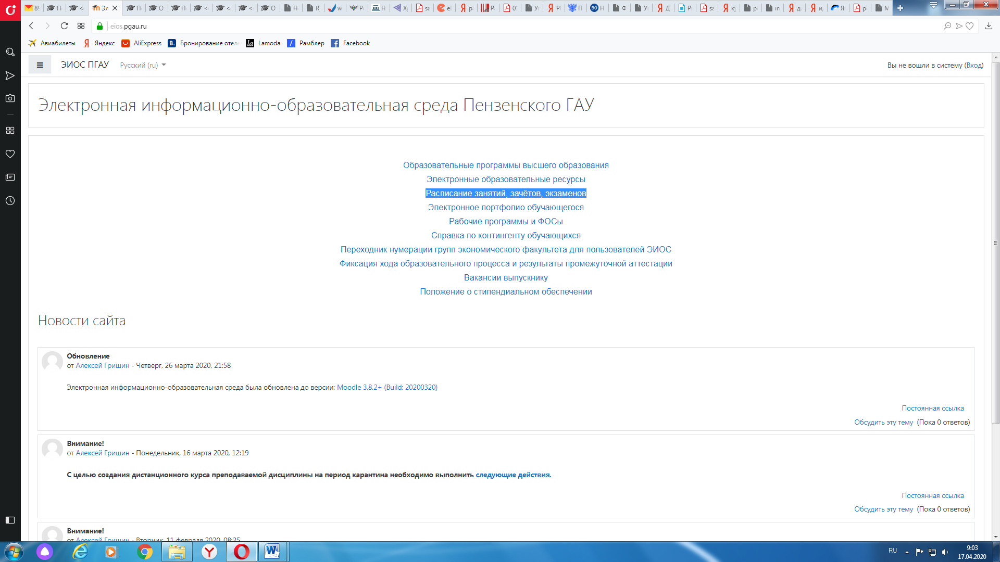 eios.pgau.ru
Авиабилеты Яндекс AliExpress Бронирование Lamoda Рамблер Facebook
ЭИОС ПГАУ Русский (ru) Вы не вошли в систему (Вход)
Электронная информационно-образовательная среда Пензенского ГАУ
Образовательные программы высшего образования
Электронные образовательные ресурсы
Расписание занятий, зачётов, экзаменов
Электронное портфолио обучающегося
Рабочие программы и ФОСы
Справка по контингенту обучающихся
Переходник нумерации групп экономического факультета для пользователей ЭИОС
Фиксация хода образовательного процесса и результаты промежуточной аттестации
Вакансии выпускнику
Положение о стипендиальном обеспечении
Новости сайта
Обновление
от Алексей Гришин - Четверг, 26 марта 2020, 21:58
Электронная информационно-образовательная среда была обновлена до версии: Moodle 3.8.2+ (Build: 20200320)
Постоянная ссылка
Обсудить эту тему (Пока 0 ответов)
Внимание!
от Алексей Гришин - Понедельник, 16 марта 2020, 12:19
С целью создания дистанционного курса преподаваемой дисциплины на период карантина необходимо выполнить следующие действия.
Постоянная ссылка
Обсудить эту тему (Пока 0 ответов)
Внимание!
от Алексей Гришин - Вторник, 11 февраля 2020, 08:25
RU 9:03
17.04.2020